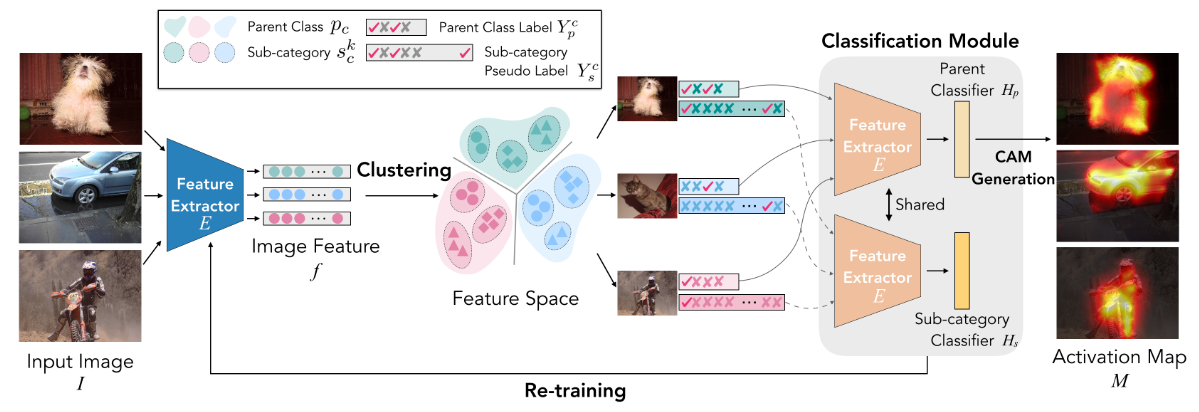 Parent Class p_c
Parent Class Label Y_p^c
Sub-category s_c^k
Sub-category
Pseudo Label Y_s^c
Classification Module
Parent
Classifier H_p
Feature
Extractor
E
Clustering
Feature
Extractor
E
CAM
Generation
Shared
Image Feature
f
Feature Space
Feature
Extractor
E
Sub-category
Classifier H_s
Input Image
I
Activation Map
M
Re-training